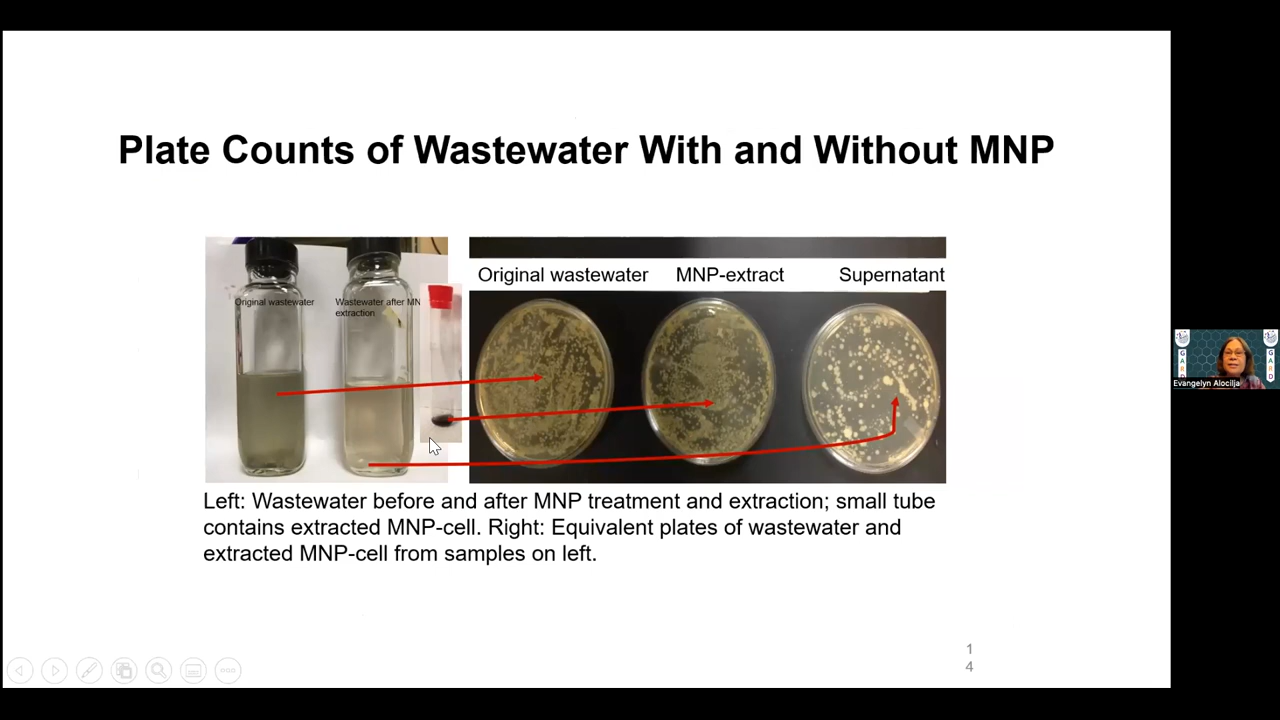 Plate Counts of Wastewater With and Without MNP
Original wastewater
Wastewater after MN
extraction
Original wastewater
MNP-extract
Supernatant
Left: Wastewater before and after MNP treatment and extraction; small tube
contains extracted MNP-cell. Right: Equivalent plates of wastewater and
extracted MNP-cell from samples on left.
1
4
GARD
GARD
Evangelyn Alocilja